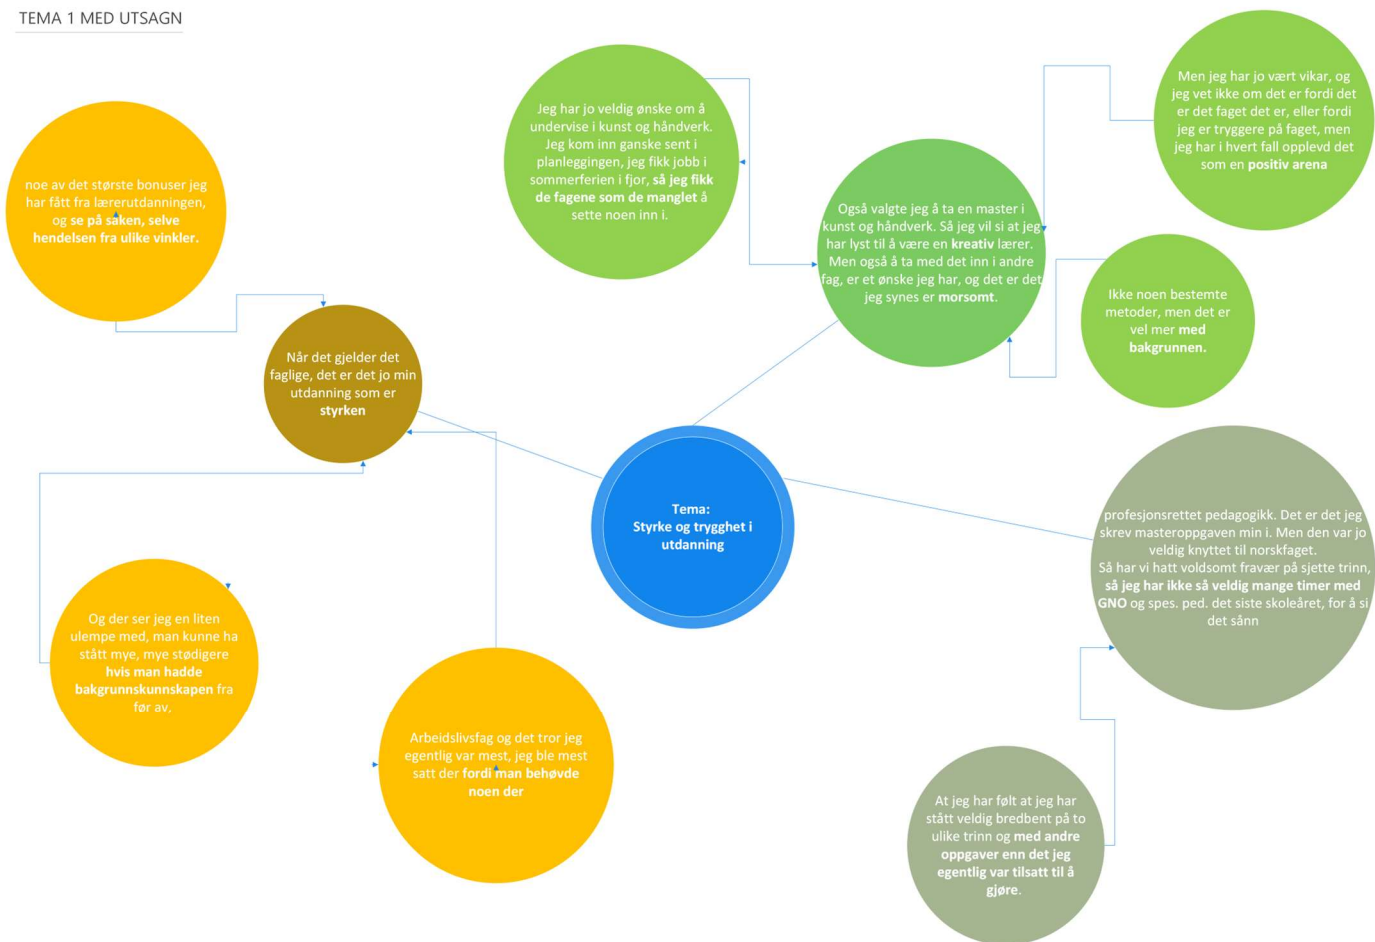 TEMA 1 MED UTSAGN
noe av det største bonuser jeg
har fått fra lærerutdanningen,
og se på saken, selve
hendelsen fra ulike vinkler.
Jeg har jo veldig ønske om å
undervise i kunst og håndverk.
Jeg kom inn ganske sent i
planleggingen, jeg fikk jobb i
sommerferien i fjor, så jeg fikk
de fagene som de manglet å
sette noen inn i.
Også valgte jeg å ta en master i
kunst og håndverk. Så jeg vil si at jeg
har lyst til å være en kreativ lærer.
Men også å ta med det inn i andre
fag, er et ønske jeg har, og det er det
jeg synes er morsomt.
Men jeg har jo vært vikar, og
jeg vet ikke om det er fordi det
er det faget det er, eller fordi
jeg er tryggere på faget, men
jeg har i hvert fall opplevd det
som en positiv arena
Ikke noen bestemte
metoder, men det er
vel mer med
bakgrunnen.
Når det gjelder det
faglige, det er det jo min
utdanning som er
styrken
Tema:
Styrke og trygghet i
utdanning
profesjonsrettet pedagogikk. Det er det jeg
skrev masteroppgaven min i. Men den var jo
veldig knyttet til norskfaget.
Så har vi hatt voldsomt fravær på sjette trinn,
så jeg har ikke så veldig mange timer med
GNO og spes. ped. det siste skoleåret, for å si
det sånn
Og der ser jeg en liten
ulempe med, man kunne ha
stått mye, mye stødigere
hvis man hadde
bakgrunnskunnskapen fra
før av.
Arbeidslivsfag og det tror jeg
egentlig var mest, jeg ble mest
satt der fordi man behøvde
noen der
At jeg har følt at jeg har
stått veldig bredbent på to
ulike trinn og med andre
oppgaver enn det jeg
egentlig var tilsatt til å
gjøre.